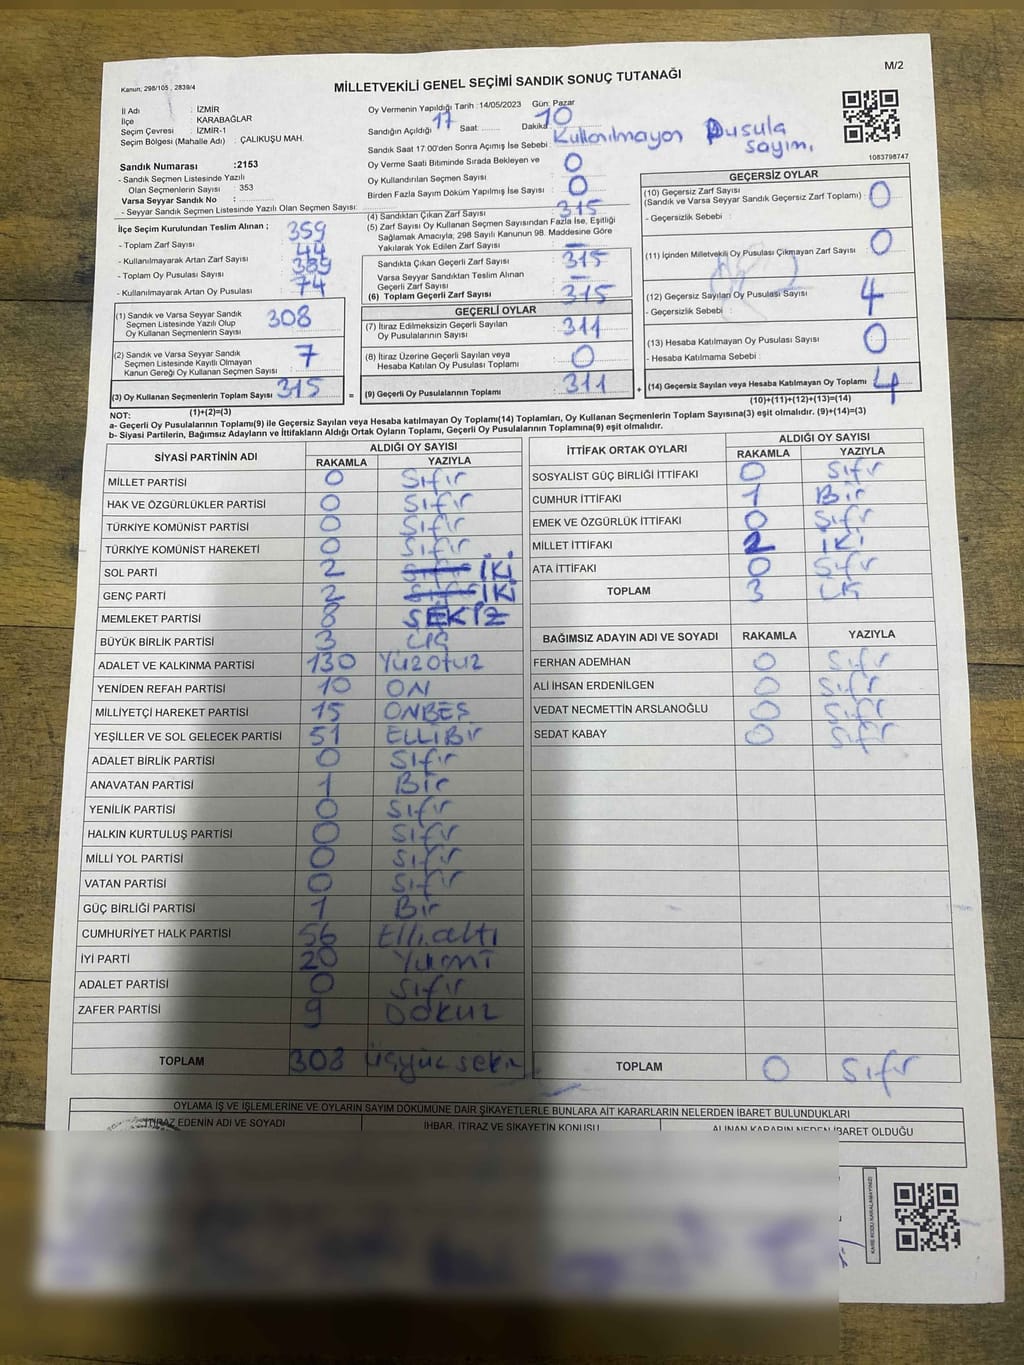 M/2
Kanun; 298/105 , 2839/4
MİLLETVEKİLİ GENEL SEÇİMİ SANDIK SONUÇ TUTANAĞI
İl Adı : İZMİR
İlçe : KARABAĞLAR
Seçim Çevresi : İZMİR-1
Seçim Bölgesi (Mahalle Adı) : ÇALIKUŞU MAH.
Sandık Numarası :2153
- Sandık Seçmen Listesinde Yazılı
Olan Seçmenlerin Sayısı : 353
Varsa Seyyar Sandık No :
- Seyyar Sandık Seçmen Listesinde Yazılı Olan Seçmen Sayısı:
Oy Vermenin Yapıldığı Tarih : 14/05/2023 Gün: Pazar
Sandığın Açıldığı 17 Saat: Dakika: 10
Sandık Saat 17.00'den Sonra Açımış İse Sebebi: Kullanılmayan Pusula sayım.
Oy Verme Saati Bitiminde Sırada Bekleyen ve
Oy Kullandırılan Seçmen Sayısı : 0
Birden Fazla Sayım Döküm Yapılmış İse Sayısı : 0
1083798747
İlçe Seçim Kurulundan Teslim Alınan ;
- Toplam Zarf Sayısı : 359
- Kullanılmayarak Artan Zarf Sayısı : 44
- Toplam Oy Pusulası Sayısı : 389
- Kullanılmayarak Artan Oy Pusulası : 74
(1) Sandık ve Varsa Seyyar Sandık
Seçmen Listesinde Yazılı Olup
Oy Kullanan Seçmenlerin Sayısı 308
(2) Sandık ve Varsa Seyyar Sandık
Seçmen Listesinde Kayıtlı Olmayan
Kanun Gereği Oy Kullanan Seçmen Sayısı 7
(3) Oy Kullanan Seçmenlerin Toplam Sayısı 315
(1)+(2)=(3)
(4) Sandıktan Çıkan Zarf Sayısı : 315
(5) Zarf Sayısı Oy Kullanan Seçmen Sayısından Fazla İse, Eşitliği
Sağlamak Amacıyla, 298 Sayılı Kanunun 98. Maddesine Göre
Yakılarak Yok Edilen Zarf Sayısı : —
Sandıkta Çıkan Geçerli Zarf Sayısı : 315
Varsa Seyyar Sandıktan Teslim Alınan
Geçerli Zarf Sayısı : —
(6) Toplam Geçerli Zarf Sayısı : 315
GEÇERLİ OYLAR
(7) İtiraz Edilmeksizin Geçerli Sayılan
Oy Pusulalarının Sayısı : 311
(8) İtiraz Üzerine Geçerli Sayılan veya
Hesaba Katılan Oy Pusulası Toplamı : 0
= (9) Geçerli Oy Pusulalarının Toplamı : 311
GEÇERSİZ OYLAR
(10) Geçersiz Zarf Sayısı
(Sandık ve Varsa Seyyar Sandık Geçersiz Zarf Toplamı) : 0
- Geçersizlik Sebebi :
(11) İçinden Milletvekili Oy Pusulası Çıkmayan Zarf Sayısı : 0
(12) Geçersiz Sayılan Oy Pusulası Sayısı : 4
- Geçersizlik Sebebi :
(13) Hesaba Katılmayan Oy Pusulası Sayısı : 0
- Hesaba Katılmama Sebebi :
+ (14) Geçersiz Sayılan veya Hesaba Katılmayan Oy Toplamı : 4
(10)+(11)+(12)+(13)=(14)
NOT:
a- Geçerli Oy Pusulalarının Toplamı(9) ile Geçersiz Sayılan veya Hesaba katılmayan Oy Toplamı(14) Toplamları, Oy Kullanan Seçmenlerin Toplam Sayısına(3) eşit olmalıdır. (9)+(14)=(3)
b- Siyasi Partilerin, Bağımsız Adayların ve İttifakların Aldığı Ortak Oyların Toplamı, Geçerli Oy Pusulalarının Toplamına(9) eşit olmalıdır.
SİYASİ PARTİNİN ADI ALDIĞI OY SAYISI
RAKAMLA YAZIYLA
MİLLET PARTİSİ 0 Sıfır
HAK VE ÖZGÜRLÜKLER PARTİSİ 0 Sıfır
TÜRKİYE KOMÜNİST PARTİSİ 0 Sıfır
TÜRKİYE KOMÜNİST HAREKETİ 0 Sıfır
SOL PARTİ 2 Sıfır İKİ
GENÇ PARTİ 2 Sıfır İKİ
MEMLEKET PARTİSİ 8 SEKİZ
BÜYÜK BİRLİK PARTİSİ 3 Üç
ADALET VE KALKINMA PARTİSİ 130 Yüzotuz
YENİDEN REFAH PARTİSİ 10 ON
MİLLİYETÇİ HAREKET PARTİSİ 15 ONBEŞ
YEŞİLLER VE SOL GELECEK PARTİSİ 51 ELLİBir
ADALET BİRLİK PARTİSİ 0 Sıfır
ANAVATAN PARTİSİ 1 Bir
YENİLİK PARTİSİ 0 Sıfır
HALKIN KURTULUŞ PARTİSİ 0 Sıfır
MİLLİ YOL PARTİSİ 0 Sıfır
VATAN PARTİSİ 0 Sıfır
GÜÇ BİRLİĞİ PARTİSİ 1 Bir
CUMHURİYET HALK PARTİSİ 56 Elli altı
İYİ PARTİ 20 Yirmi
ADALET PARTİSİ 0 Sıfır
ZAFER PARTİSİ 9 Dokuz
TOPLAM 308 Üçyüz sekiz
İTTİFAK ORTAK OYLARI ALDIĞI OY SAYISI
RAKAMLA YAZIYLA
SOSYALİST GÜÇ BİRLİĞİ İTTİFAKI 0 Sıfır
CUMHUR İTTİFAKI 1 Bir
EMEK VE ÖZGÜRLÜK İTTİFAKI 0 Sıfır
MİLLET İTTİFAKI 2 İKİ
ATA İTTİFAKI 0 Sıfır
TOPLAM 3 Üç
BAĞIMSIZ ADAYIN ADI VE SOYADI RAKAMLA YAZIYLA
FERHAN ADEMHAN 0 Sıfır
ALİ İHSAN ERDENİLGEN 0 Sıfır
VEDAT NECMETTİN ARSLANOĞLU 0 Sıfır
SEDAT KABAY 0 Sıfır
TOPLAM 0 Sıfır
OYLAMA İŞ VE İŞLEMLERİNE VE OYLARIN SAYIM DÖKÜMÜNE DAİR ŞİKAYETLERLE BUNLARA AİT KARARLARIN NELERDEN İBARET BULUNDUKLARI
İTİRAZ EDENİN ADI VE SOYADI İHBAR, İTİRAZ VE ŞİKAYETİN KONUSU ALINAN KARARIN NEDEN İBARET OLDUĞU
KARE KODU KARALAMAYINIZ!